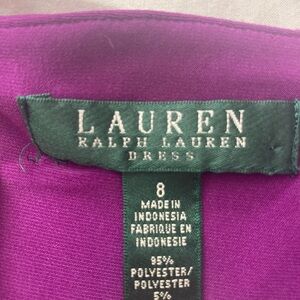 LAUREN
RALPH LAUREN
DRESS
8
MADE IN
INDONESIA
FABRIQUE EN
INDONESIE
95%
POLYESTER/
POLYESTER
5%